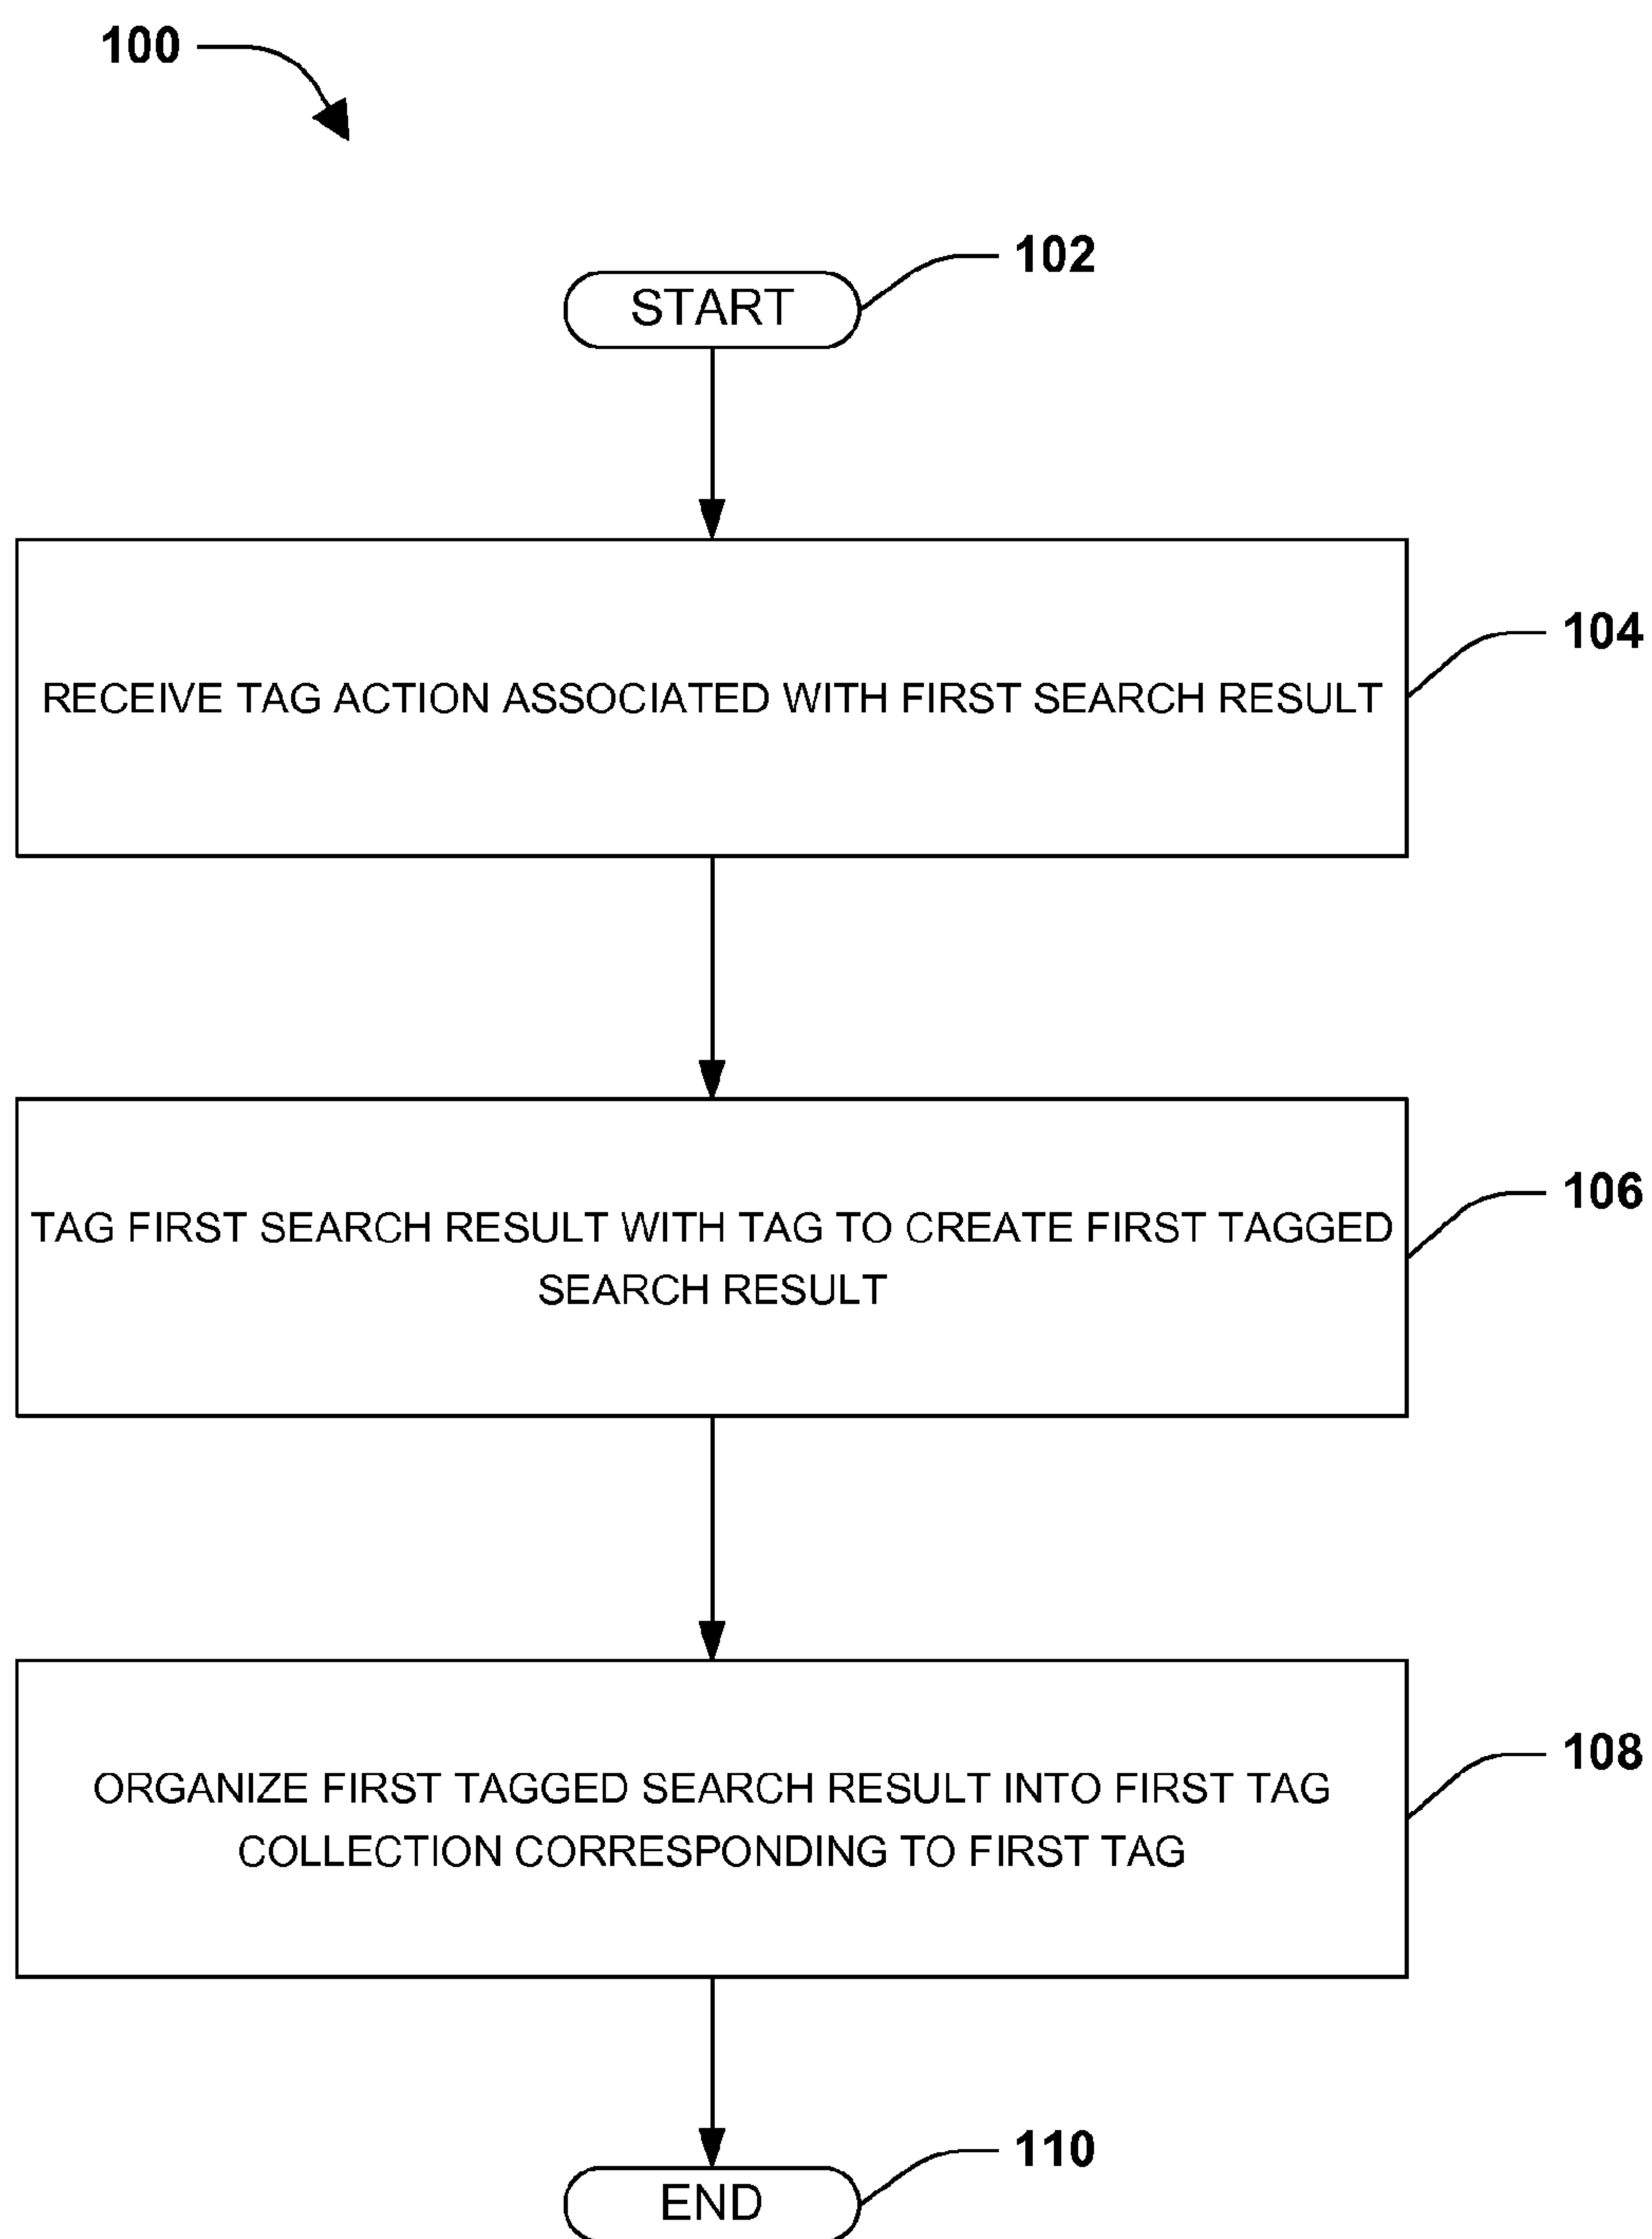 100
START
102
RECEIVE TAG ACTION ASSOCIATED WITH FIRST SEARCH RESULT
104
TAG FIRST SEARCH RESULT WITH TAG TO CREATE FIRST TAGGED
SEARCH RESULT
106
ORGANIZE FIRST TAGGED SEARCH RESULT INTO FIRST TAG
COLLECTION CORRESPONDING TO FIRST TAG
108
END
110